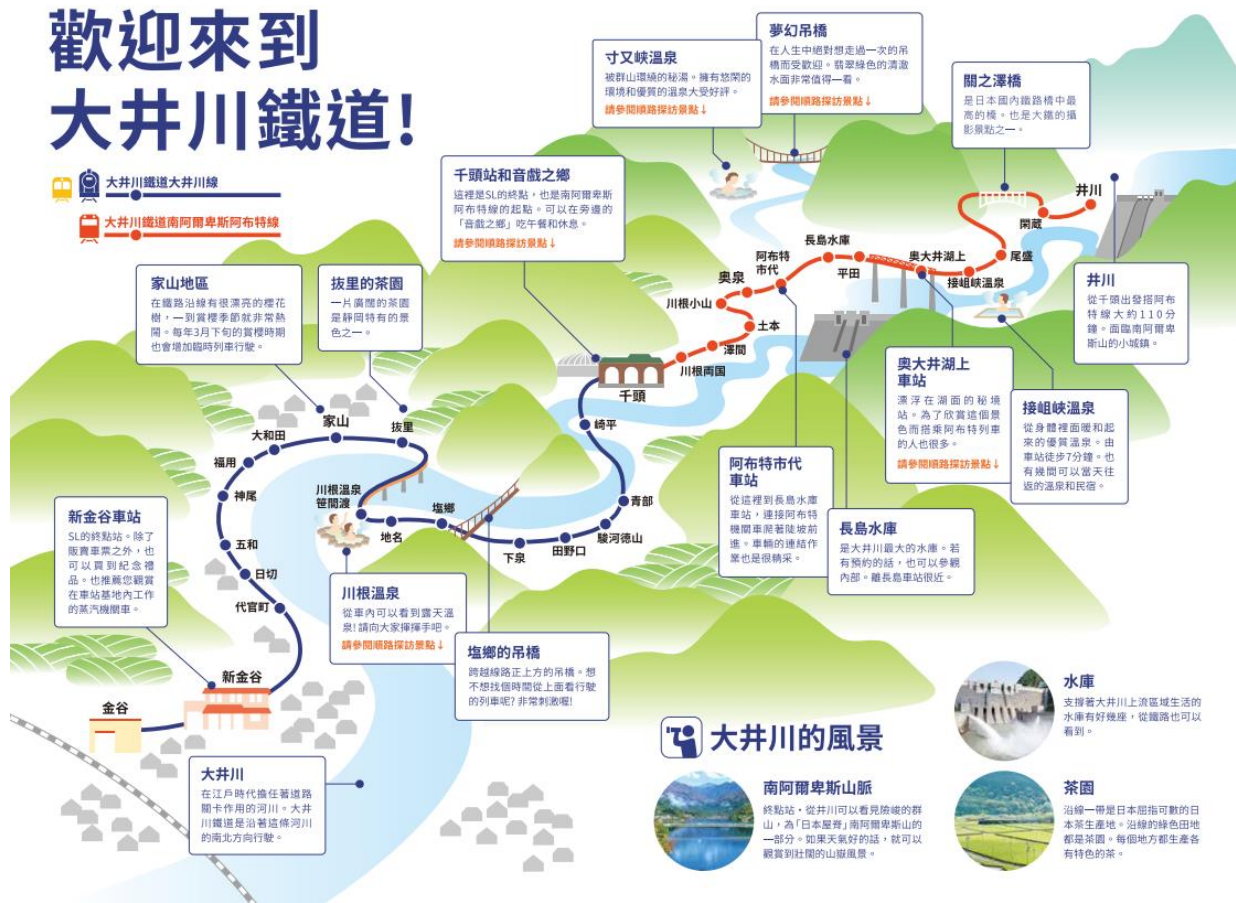 歡迎來到
大井川鐵道!
大井川鐵道大井川線
大井川鐵道南阿爾卑斯阿布特線
寸又峡溫泉
被群山環繞的秘湯。擁有悠閑的
環境和優質的溫泉大受好評。
請參閱順路探訪景點↓
夢幻吊橋
在人生中絕對想走過一次的吊
橋而受歡迎。翡翠綠色的清澈
水面非常值得一看。
請參閱順路探訪景點↓
關之澤橋
是日本國內鐵路橋中最
高的橋。也是大鐵的攝
影景點之一。
千頭站和音戲之鄉
這裡是SL的終點，也是南阿爾卑斯
阿布特線的起點。可以在旁邊的
「音戲之鄉」吃午餐和休息。
請參閱順路探訪景點↓
家山地區
在鐵路沿線有很漂亮的櫻花
樹，一到賞櫻季節就非常熱
鬧。每年3月下旬的賞櫻時期
也會增加臨時列車行駛。
抜里的茶園
一片廣闊的茶園
是靜岡特有的景
色之一。
井川
閑蔵
尾盛
接岨峡溫泉
奧大井湖上
平田
長島水庫
阿布特
市代
奥泉
川根小山
土本
澤間
川根両国
千頭
崎平
青部
駿河徳山
田野口
下泉
塩鄉
地名
川根溫泉
笹間渡
抜里
家山
大和田
福用
神尾
五和
日切
代官町
新金谷
金谷
井川
從千頭出發搭阿布
特線大約110分
鐘。面臨南阿爾卑
斯山的小城鎮。
奧大井湖上
車站
漂浮在湖面的秘境
站。為了欣賞這個景
色而搭乘阿布特列車
的人也很多。
請參閱順路探訪景點↓
接岨峡溫泉
從身體裡面暖和起
來的優質溫泉。由
車站徒步7分鐘。也
有幾間可以當天往
返的溫泉和民宿。
阿布特市代
車站
從這裡到長島水庫
車站，連接阿布特
機關車爬著陡坡前
進。車輛的連結作
業也是很精采。
長島水庫
是大井川最大的水庫。若
有預約的話，也可以參觀
內部。離長島車站很近。
新金谷車站
SL的終點站。除了
販賣車票之外，也
可以買到紀念禮
品。也推薦您觀賞
在車站基地內工作
的蒸汽機關車。
川根溫泉
從車內可以看到露天溫
泉！請向大家揮揮手吧。
請參閱順路探訪景點↓
塩鄉的吊橋
跨越線路正上方的吊橋。想
不想找個時間從上面看行駛
的列車呢？非常刺激喔！
大井川
在江戶時代擔任著道路
關卡作用的河川。大井
川鐵道是沿著這條河川
的南北方向行駛。
大井川的風景
南阿爾卑斯山脈
終點站・從井川可以看見險峻的群
山，為「日本屋脊」南阿爾卑斯山的
一部分。如果天氣好的話，就可以
觀賞到壯闊的山嶽風景。
水庫
支撐著大井川上流區域生活的
水庫有好幾座，從鐵路也可以
看到。
茶園
沿線一帶是日本屈指可數的日
本茶生產地。沿線的綠色田地
都是茶園。每個地方都生產各
有特色的茶。